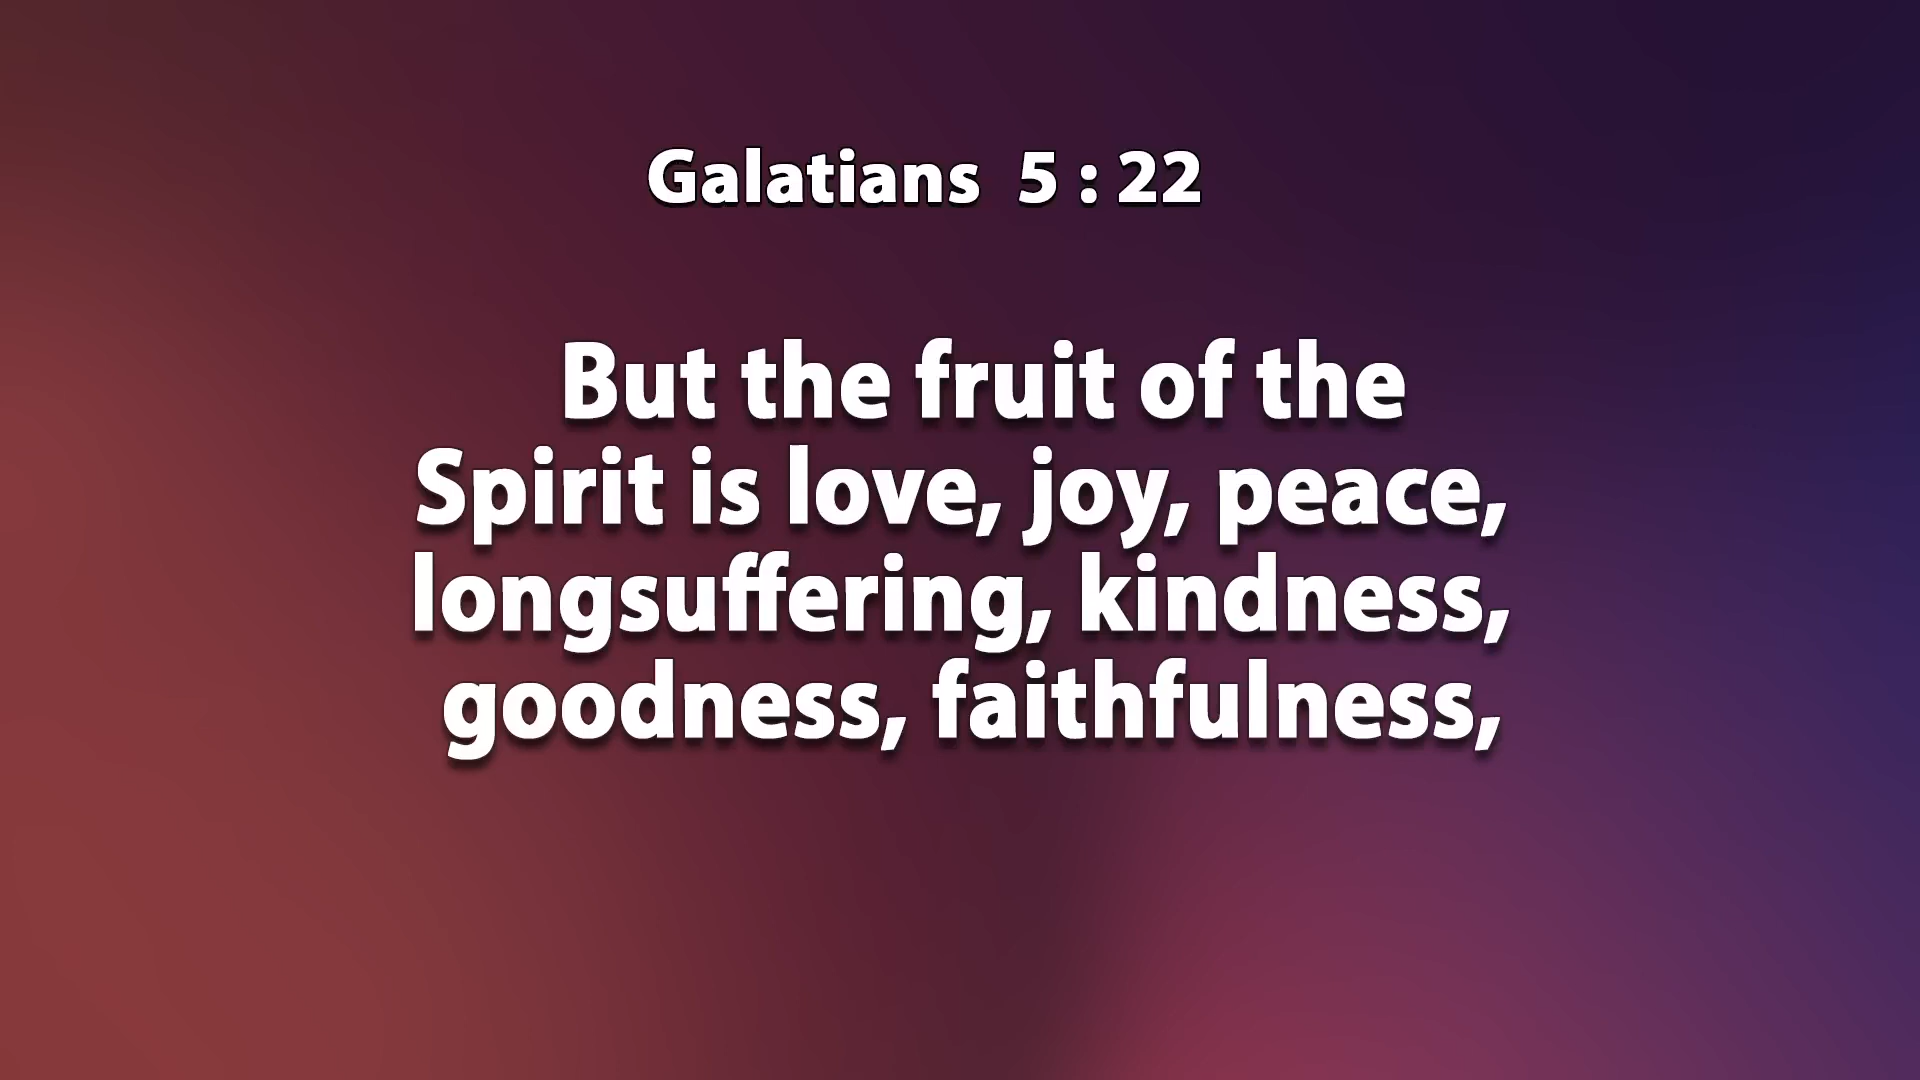 Galatians 5 : 22
But the fruit of the
Spirit is love, joy, peace,
longsuffering, kindness,
goodness, faithfulness,